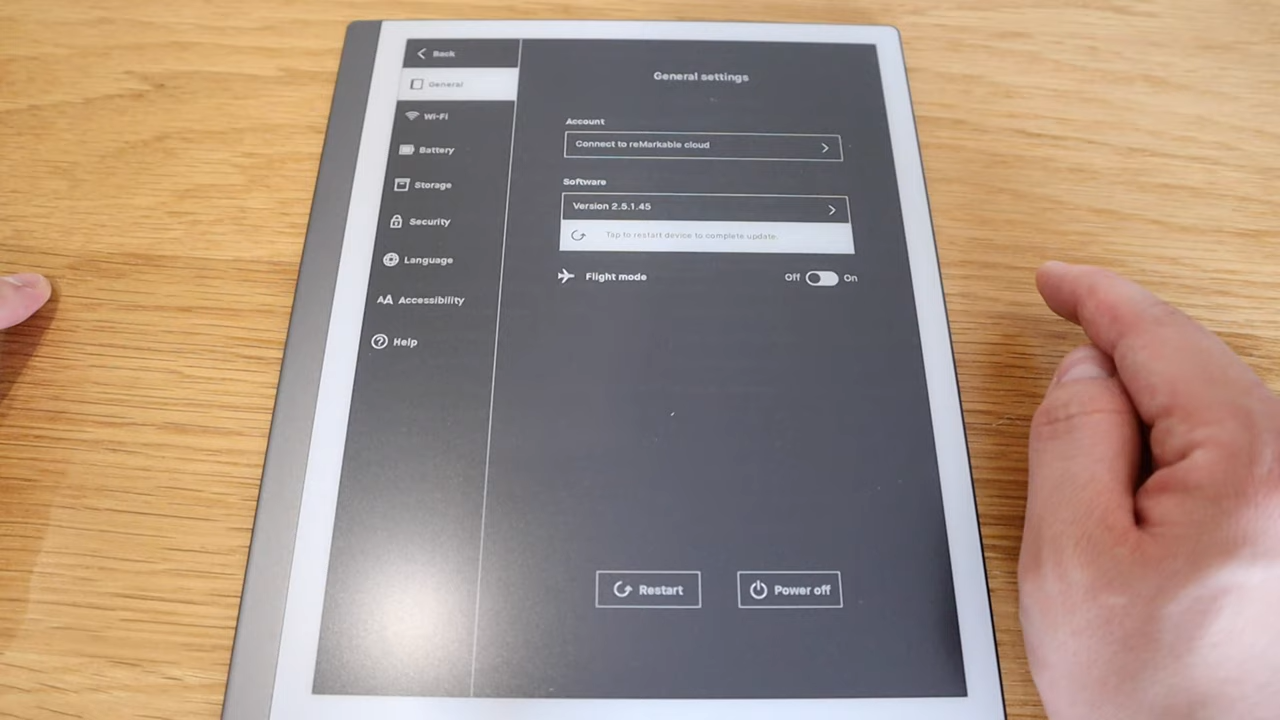 Back
General
Wi-Fi
Battery
Storage
Security
Language
Accessibility
Help
General settings
Account
Connect to reMarkable cloud
Software
Version 2.5.1.45
Tap to restart device to complete update.
Flight mode
Off On
Restart
Power off